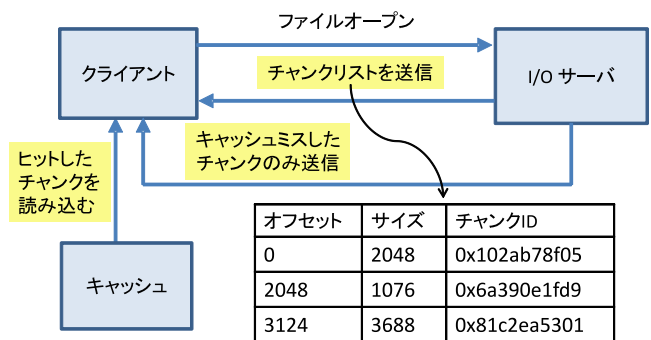 ファイルオープン
クライアント
チャンクリストを送信
I/O サーバ
キャッシュミスした
チャンクのみ送信
ヒットした
チャンクを
読み込む
キャッシュ
オフセット サイズ チャンクID
0 2048 0x102ab78f05
2048 1076 0x6a390e1fd9
3124 3688 0x81c2ea5301